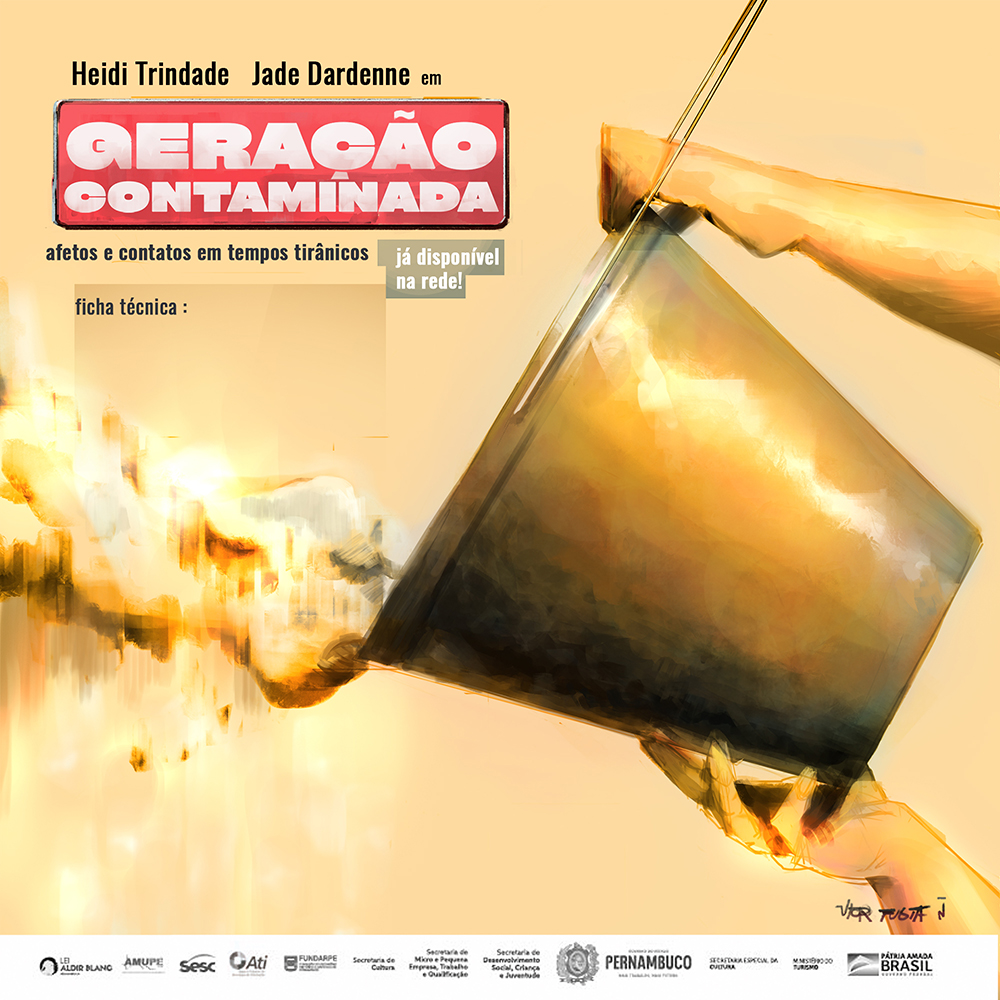 Heidi Trindade Jade Dardenne em
GERAÇÃO
CONTAMINADA
afetos e contatos em tempos tirânicos
já disponível
na rede!
ficha técnica :
LEI
ALDIR BLANC
AMUPE
Sesc
Ati
FUNDARPE
Secretaria de
Cultura
Secretaria de
Micro e Pequena
Empresa, Trabalho
e Qualificação
Secretaria de
Desenvolvimento
Social, Criança
e Juventude
PERNAMBUCO
SECRETARIA ESPECIAL DA
CULTURA
MINISTÉRIO DO
TURISMO
PÁTRIA AMADA
BRASIL
GOVERNO FEDERAL